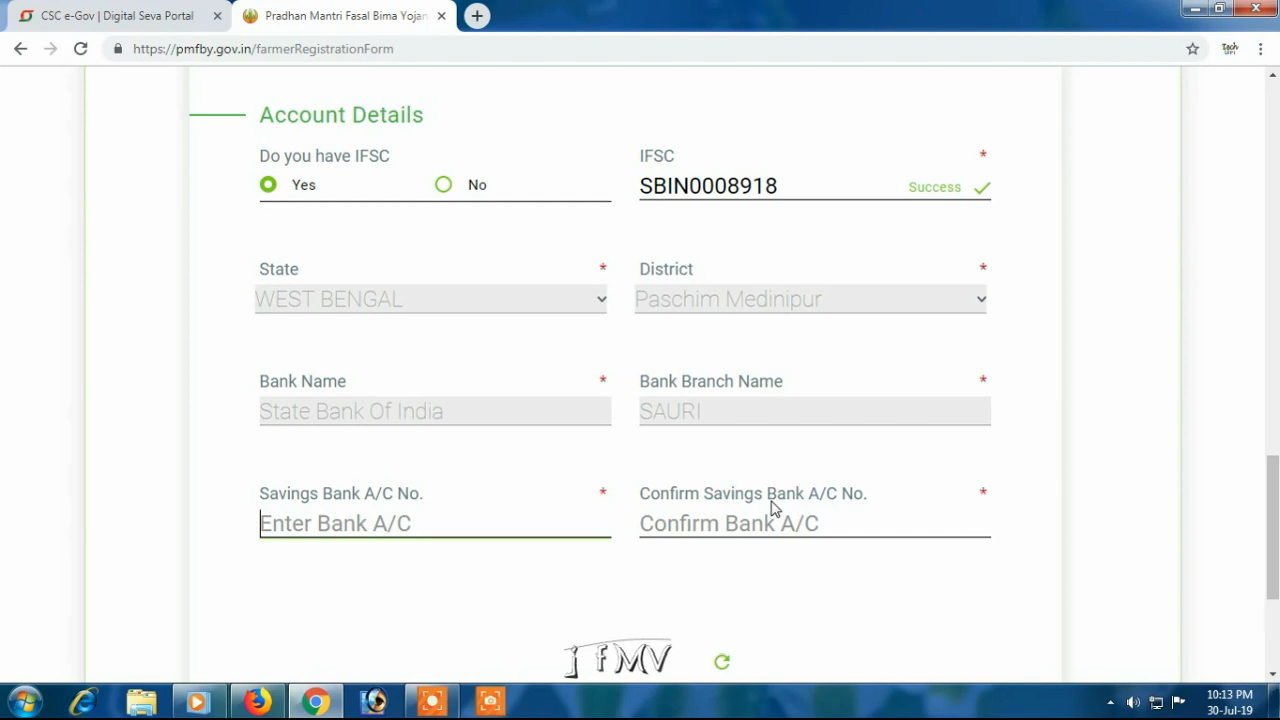 CSC e-Gov | Digital Seva Portal
Pradhan Mantri Fasal Bima Yojan
https://pmfby.gov.in/farmerRegistrationForm
Account Details
Do you have IFSC
Yes No
IFSC *
SBIN0008918 Success
State *
WEST BENGAL
District *
Paschim Medinipur
Bank Name *
State Bank Of India
Bank Branch Name *
SAURI
Savings Bank A/C No. *
Enter Bank A/C
Confirm Savings Bank A/C No. *
Confirm Bank A/C
j fMV
10:13 PM
30-Jul-19